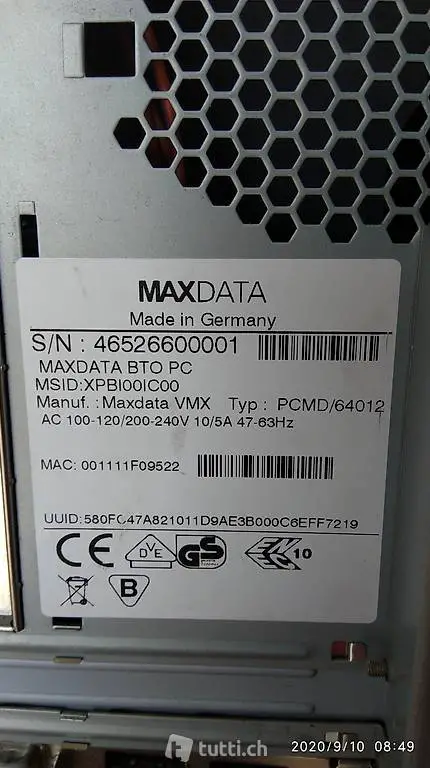 MAXDATA
Made in Germany
S/N : 46526600001
MAXDATA BTO PC
MSID:XPBI00IC00
Manuf. : Maxdata VMX Typ : PCMD/64012
AC 100-120/200-240V 10/5A 47-63Hz
MAC: 001111F09522
UUID:580FC47A821011D9AE3B000C6EFF7219
CE DVE GS 10
B
tutti.ch
2020/9/10 08:49